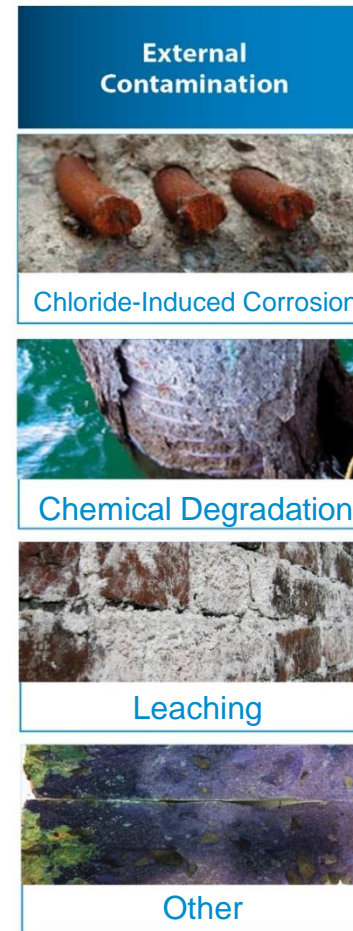 External
Contamination
Chloride-Induced Corrosion
Chemical Degradation
Leaching
Other